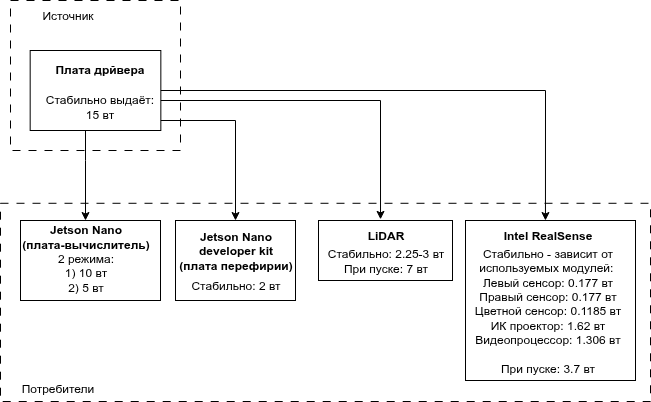 Источник
Плата дрйвера
Стабильно выдаёт:
15 вт
Jetson Nano
(плата-вычислитель)
2 режима:
1) 10 вт
2) 5 вт
Jetson Nano
developer kit
(плата перефирии)
Стабильно: 2 вт
LiDAR
Стабильно: 2.25-3 вт
При пуске: 7 вт
Intel RealSense
Стабильно - зависит от
используемых модулей:
Левый сенсор: 0.177 вт
Правый сенсор: 0.177 вт
Цветной сенсор: 0.1185 вт
ИК проектор: 1.62 вт
Видеопроцессор: 1.306 вт
При пуске: 3.7 вт
Потребители